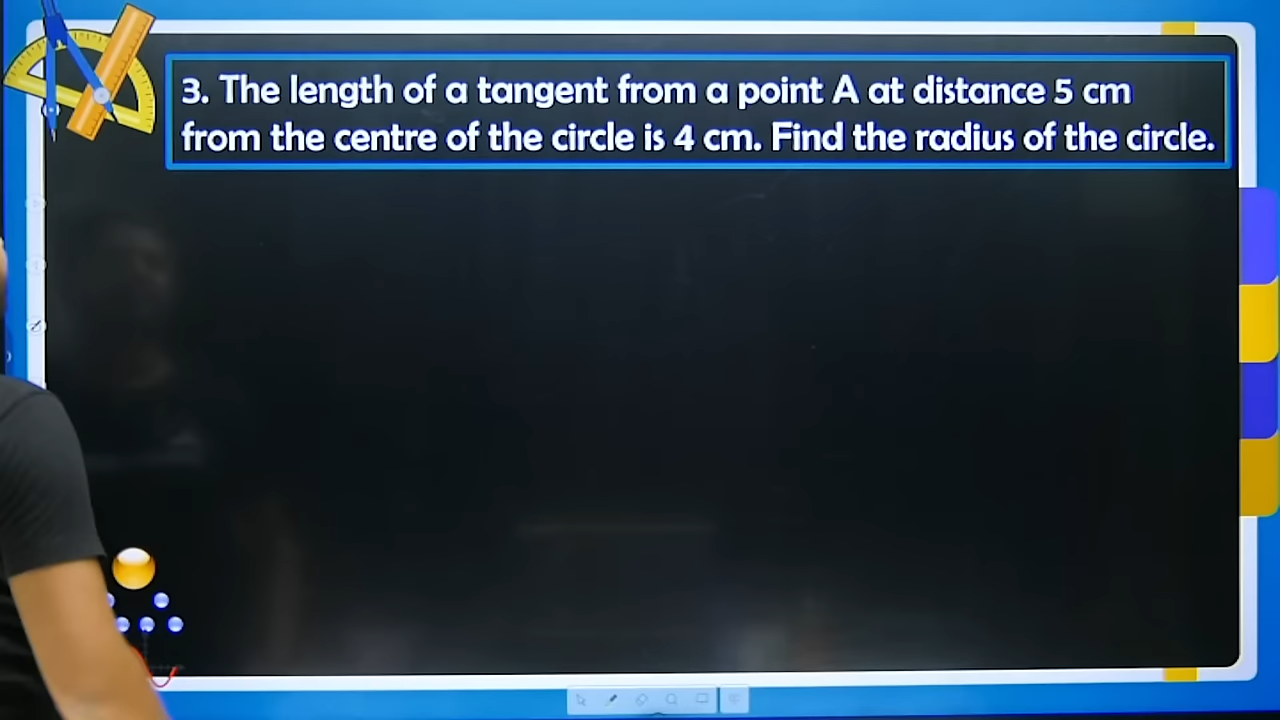 3. The length of a tangent from a point A at distance 5 cm
from the centre of the circle is 4 cm. Find the radius of the circle.